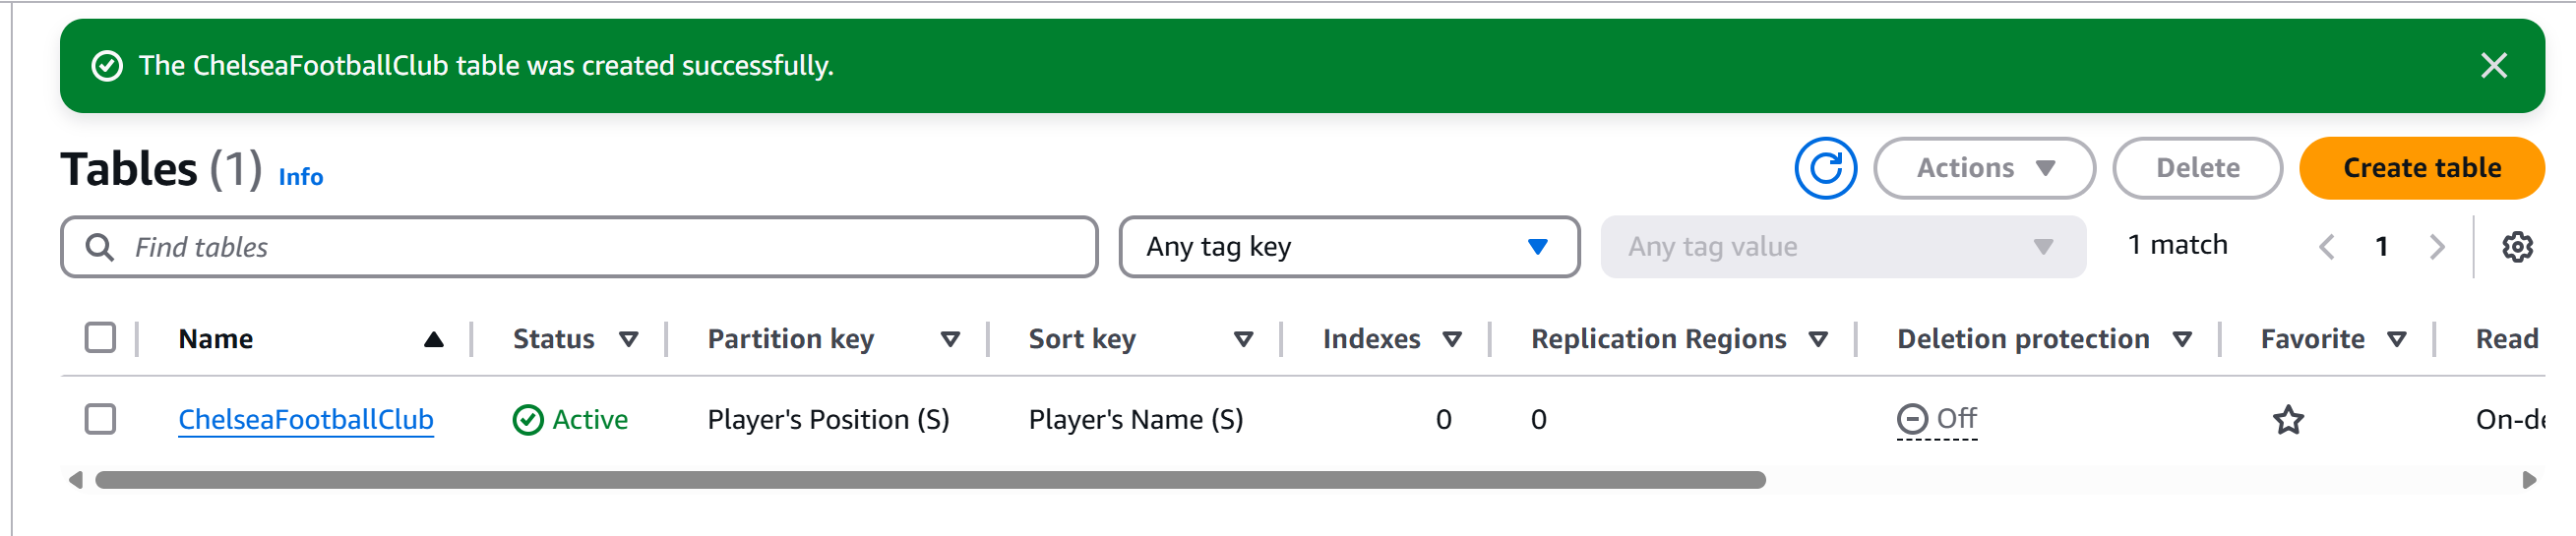 The ChelseaFootballClub table was created successfully.
Tables (1) Info
Actions Delete Create table
Find tables Any tag key Any tag value 1 match 1
Name Status Partition key Sort key Indexes Replication Regions Deletion protection Favorite Read
ChelseaFootballClub Active Player's Position (S) Player's Name (S) 0 0 Off On-de